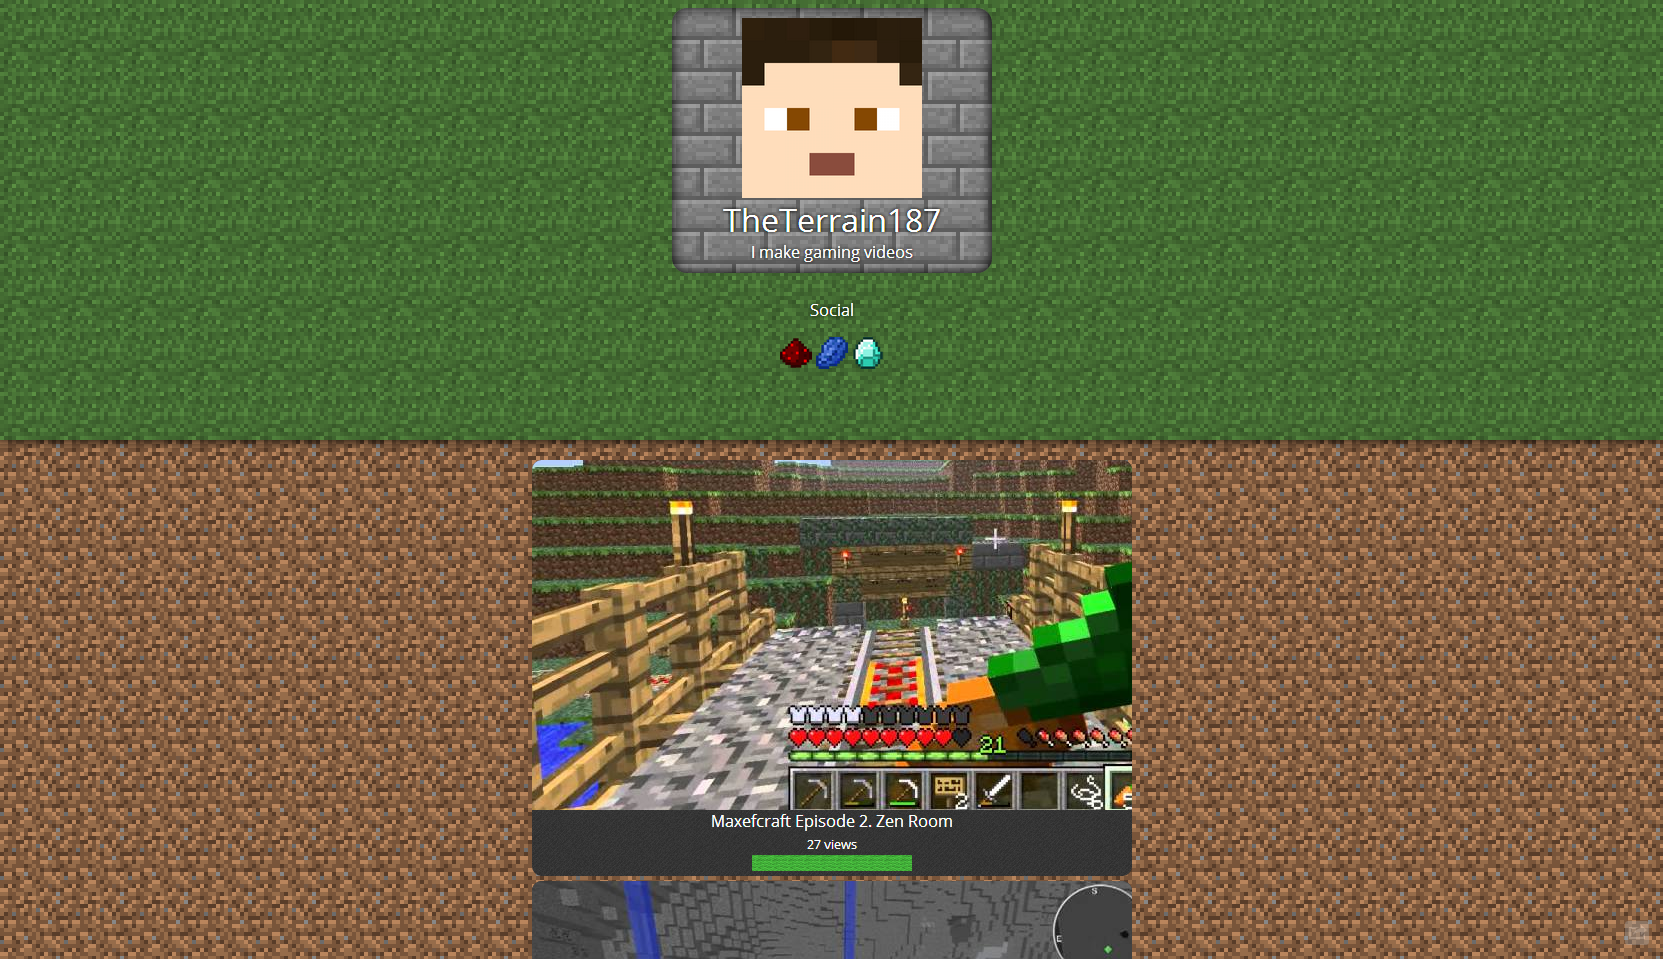 TheTerrain187
I make gaming videos
Social
21
2
Maxefcraft Episode 2. Zen Room
27 views
S
E